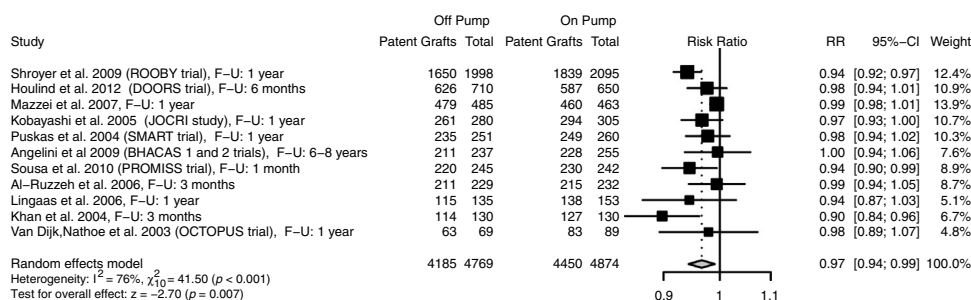 Off Pump On Pump
Study Patent Grafts Total Patent Grafts Total Risk Ratio RR 95%−CI Weight
Shroyer et al. 2009 (ROOBY trial), F−U: 1 year 1650 1998 1839 2095 0.94 [0.92; 0.97] 12.4%
Houlind et al. 2012 (DOORS trial), F−U: 6 months 626 710 587 650 0.98 [0.94; 1.01] 10.9%
Mazzei et al. 2007, F−U: 1 year 479 485 460 463 0.99 [0.98; 1.01] 13.9%
Kobayashi et al. 2005 (JOCRI study), F−U: 1 year 261 280 294 305 0.97 [0.93; 1.00] 10.7%
Puskas et al. 2004 (SMART trial), F−U: 1 year 235 251 249 260 0.98 [0.94; 1.02] 10.1%
Angelini et al 2009 (BHACAS 1 and 2 trials), F−U: 6−8 years 211 237 228 255 1.00 [0.94; 1.06] 7.6%
Sousa et al. 2010 (PROMISS trial), F−U: 1 month 220 245 230 242 0.94 [0.90; 0.99] 8.9%
Al−Ruzzeh et al. 2006, F−U: 3 months 211 229 215 232 0.99 [0.94; 1.05] 8.7%
Lingaas et al. 2006, F−U: 1 year 115 135 138 153 0.94 [0.87; 1.03] 5.1%
Khan et al. 2004, F−U: 3 months 114 130 127 130 0.90 [0.84; 0.96] 6.7%
Van Dijk,Nathoe et al. 2003 (OCTOPUS trial), F−U: 1 year 63 69 83 89 0.98 [0.89; 1.07] 4.8%
Random effects model 4185 4769 4450 4874 0.97 [0.94; 0.99] 100.0%
Heterogeneity: I² = 76%, χ²₁₀ = 41.50 (p < 0.001)
Test for overall effect: z = −2.70 (p = 0.007)
0.9 1 1.1